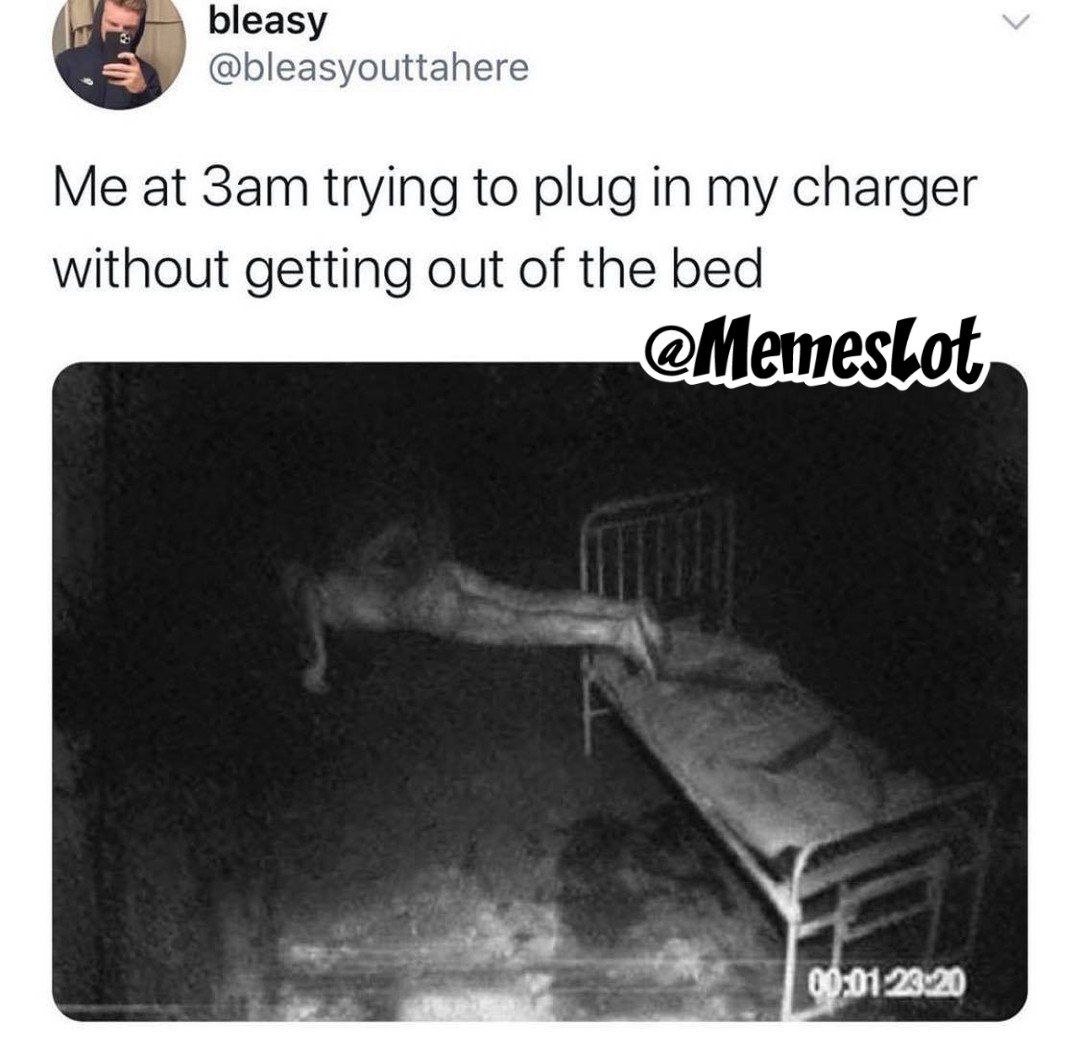 bleasy
@bleasyouttahere
Me at 3am trying to plug in my charger
without getting out of the bed
@MemesLot
00:01:23:20